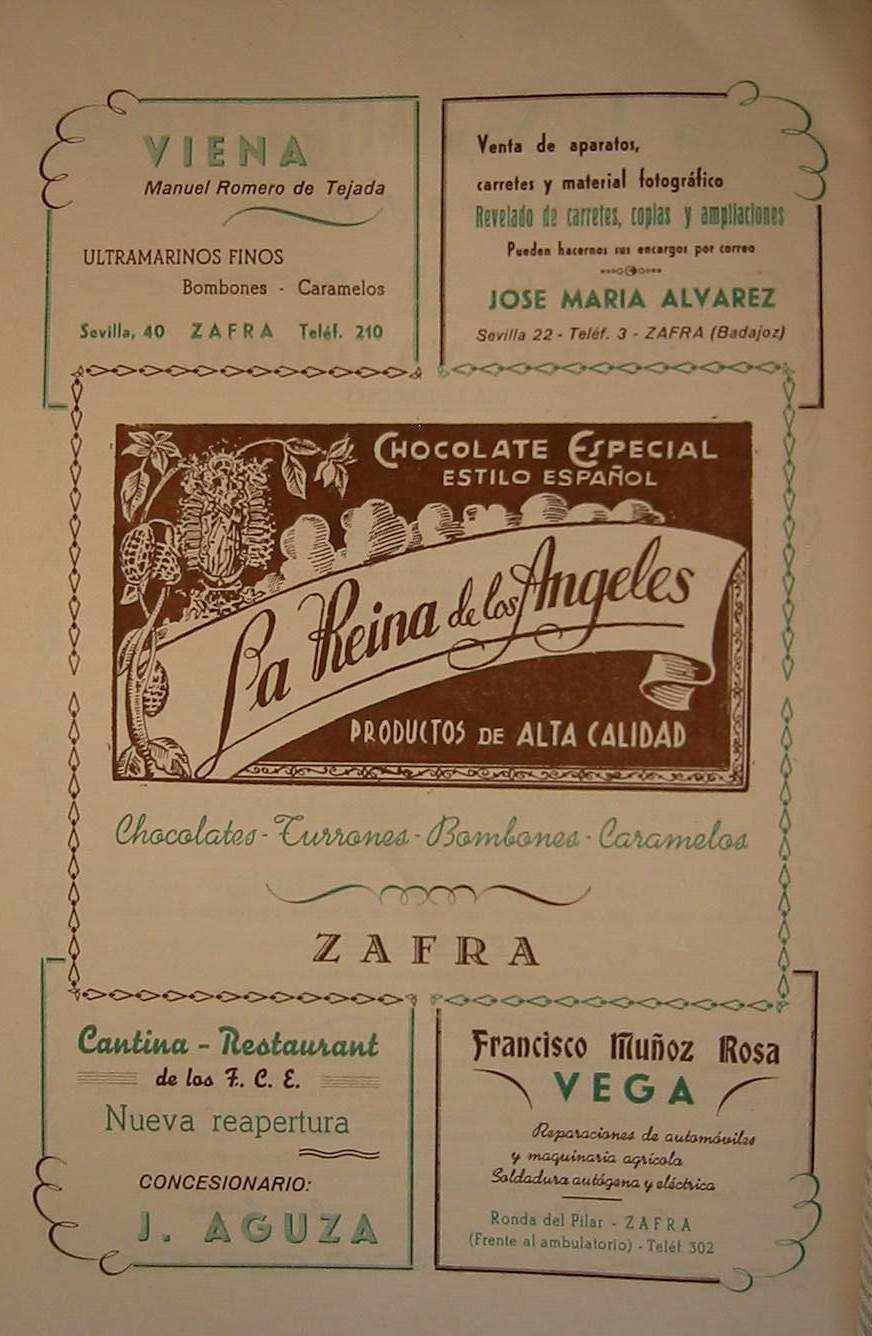 VIENA
Manuel Romero de Tejada
ULTRAMARINOS FINOS
Bombones - Caramelos
Sevilla, 40 ZAFRA Teléf. 210
Venta de aparatos,
carretes y material fotográfico
Revelado de carretes, copias y ampliaciones
Pueden hacernos sus encargos por correo
JOSE MARIA ALVAREZ
Sevilla 22 - Teléf. 3 - ZAFRA (Badajoz)
CHOCOLATE ESPECIAL
ESTILO ESPAÑOL
La Reina de los Angeles
PRODUCTOS DE ALTA CALIDAD
Chocolates - Turrones - Bombones - Caramelos
ZAFRA
Cantina - Restaurant
de los F. C. E.
Nueva reapertura
CONCESIONARIO:
J. AGUZA
Francisco Muñoz Rosa
VEGA
Reparaciones de automóviles
y maquinaria agrícola
Soldadura autógena y eléctrica
Ronda del Pilar - ZAFRA
(Frente al ambulatorio) - Teléf. 302